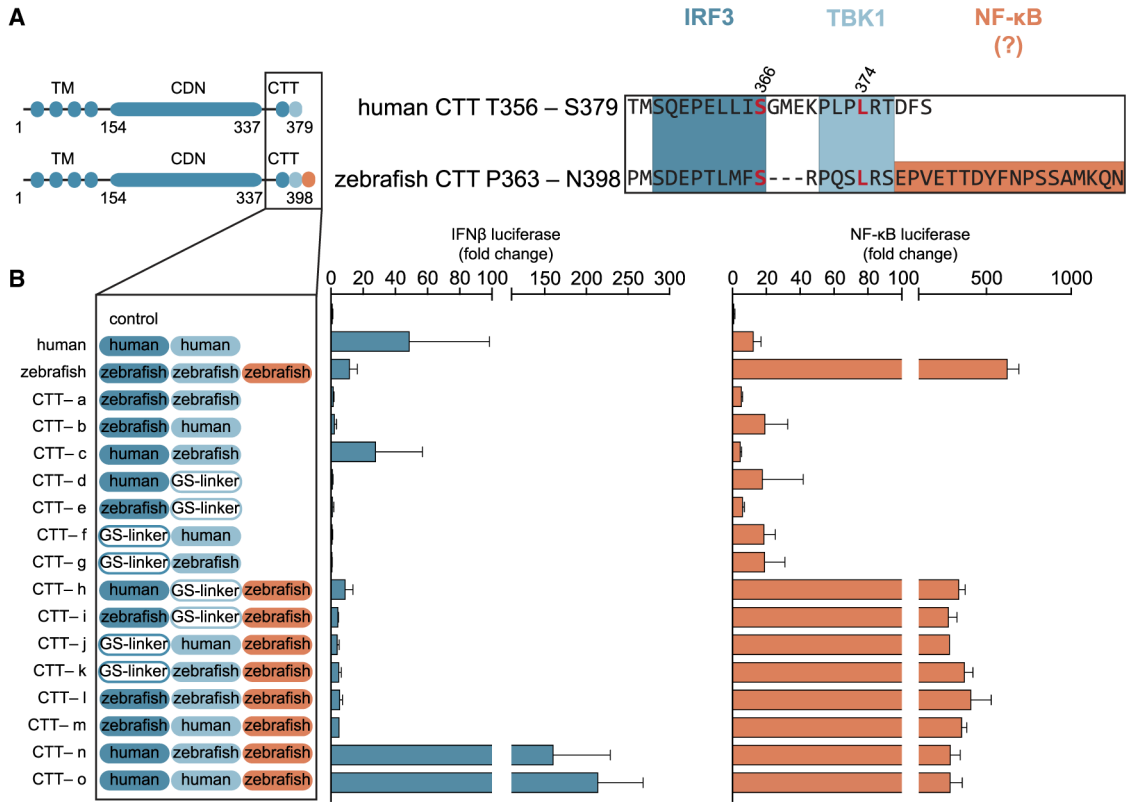 A
IRF3 TBK1 NF-κB
(?)
366 374
TM CDN CTT
1 154 337 379
human CTT T356 – S379 TMSQEPELLISGMEKPLPLRTDFS
TM CDN CTT
1 154 337 398
zebrafish CTT P363 – N398 PMSDEPTLMFS---RPQSLRSEPVETTDYFNPSSAMKQN
B
IFNβ luciferase
(fold change)
0 20 40 60 80 100 150 200 250 300
NF-κB luciferase
(fold change)
0 20 40 60 80 100 500 1000
control
human human human
zebrafish zebrafish zebrafish zebrafish
CTT– a zebrafish zebrafish
CTT– b zebrafish human
CTT– c human zebrafish
CTT– d human GS-linker
CTT– e zebrafish GS-linker
CTT– f GS-linker human
CTT– g GS-linker zebrafish
CTT– h human GS-linker zebrafish
CTT– i zebrafish GS-linker zebrafish
CTT– j GS-linker human zebrafish
CTT– k GS-linker zebrafish zebrafish
CTT– l zebrafish zebrafish zebrafish
CTT– m zebrafish human zebrafish
CTT– n human zebrafish zebrafish
CTT– o human human zebrafish